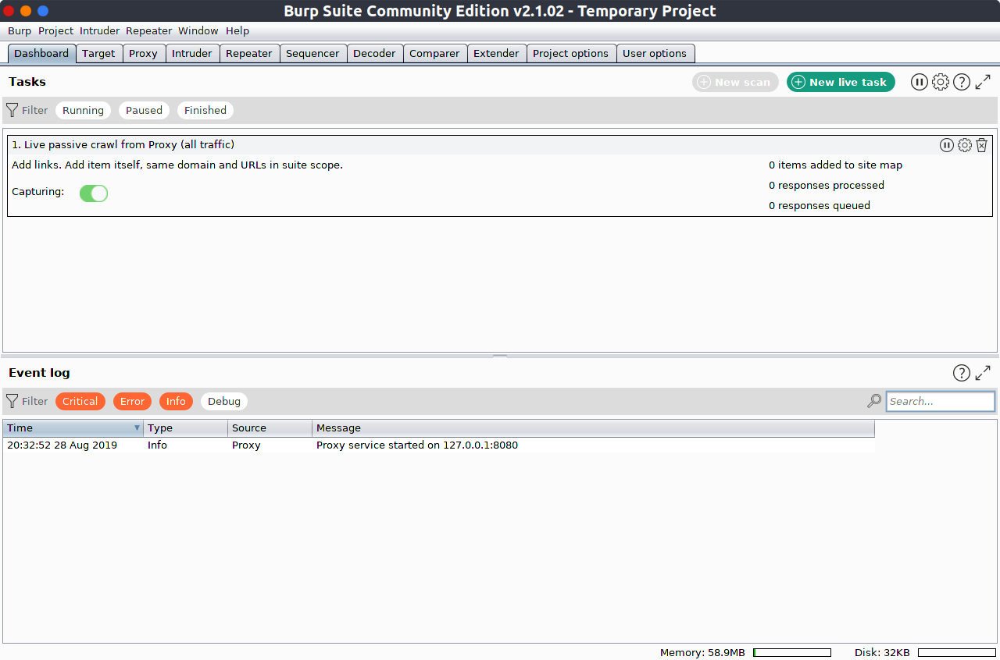 Burp Suite Community Edition v2.1.02 - Temporary Project
Burp Project Intruder Repeater Window Help
Dashboard Target Proxy Intruder Repeater Sequencer Decoder Comparer Extender Project options User options
Tasks New scan New live task ?
Filter Running Paused Finished
1. Live passive crawl from Proxy (all traffic)
Add links. Add item itself, same domain and URLs in suite scope. 0 items added to site map
Capturing: 0 responses processed
0 responses queued
Event log ?
Filter Critical Error Info Debug Search...
Time Type Source Message
20:32:52 28 Aug 2019 Info Proxy Proxy service started on 127.0.0.1:8080
Memory: 58.9MB Disk: 32KB